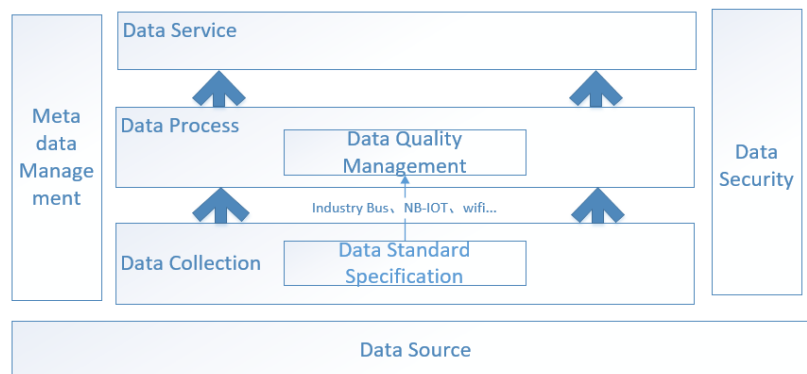 Data Service
Meta
data
Manage
ment
Data Process
Data Quality
Management
Data
Security
Industry Bus、NB-IOT、wifi...
Data Collection
Data Standard
Specification
Data Source